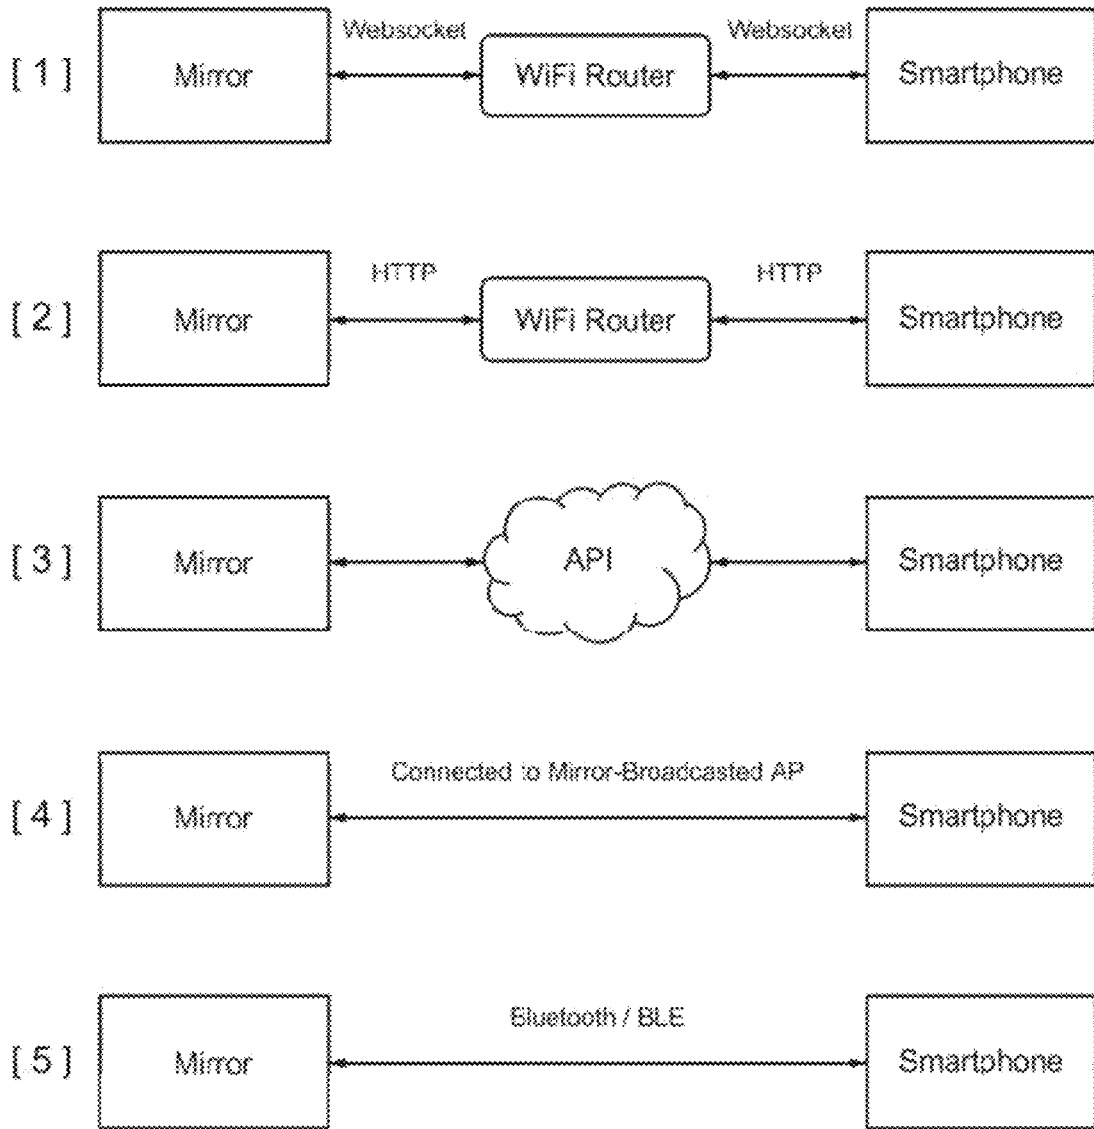 Websocket Websocket
[ 1 ] Mirror WiFi Router Smartphone
HTTP HTTP
[ 2 ] Mirror WiFi Router Smartphone
[ 3 ] Mirror API Smartphone
Connected to Mirror-Broadcasted AP
[ 4 ] Mirror Smartphone
Bluetooth / BLE
[ 5 ] Mirror Smartphone